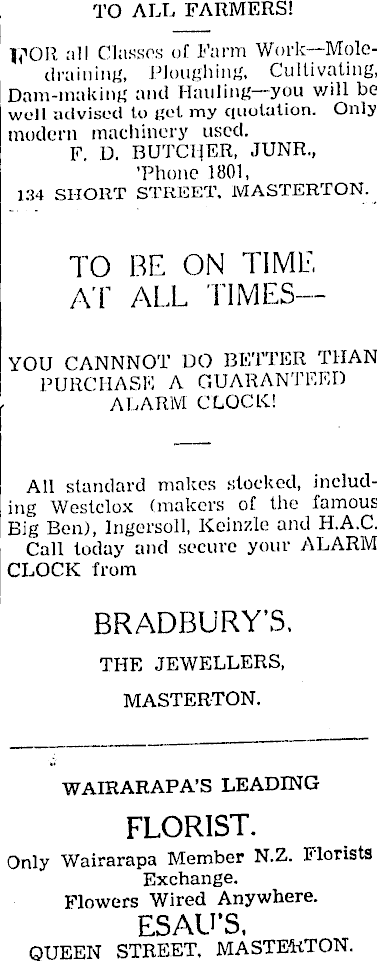 TO ALL FARMERS!
FOR all Classes of Farm Work—Mole-
draining, Ploughing, Cultivating,
Dam-making and Hauling—you will be
well advised to get my quotation. Only
modern machinery used.
F. D. BUTCHER, JUNR.,
'Phone 1801,
134 SHORT STREET, MASTERTON.
TO BE ON TIME
AT ALL TIMES—
YOU CANNNOT DO BETTER THAN
PURCHASE A GUARANTEED
ALARM CLOCK!
All standard makes stocked, includ-
ing Westclox (makers of the famous
Big Ben), Ingersoll, Keinzle and H.A.C.
Call today and secure your ALARM
CLOCK from
BRADBURY'S,
THE JEWELLERS,
MASTERTON.
WAIRARAPA'S LEADING
FLORIST.
Only Wairarapa Member N.Z. Florists
Exchange.
Flowers Wired Anywhere.
ESAU'S,
QUEEN STREET, MASTERTON.